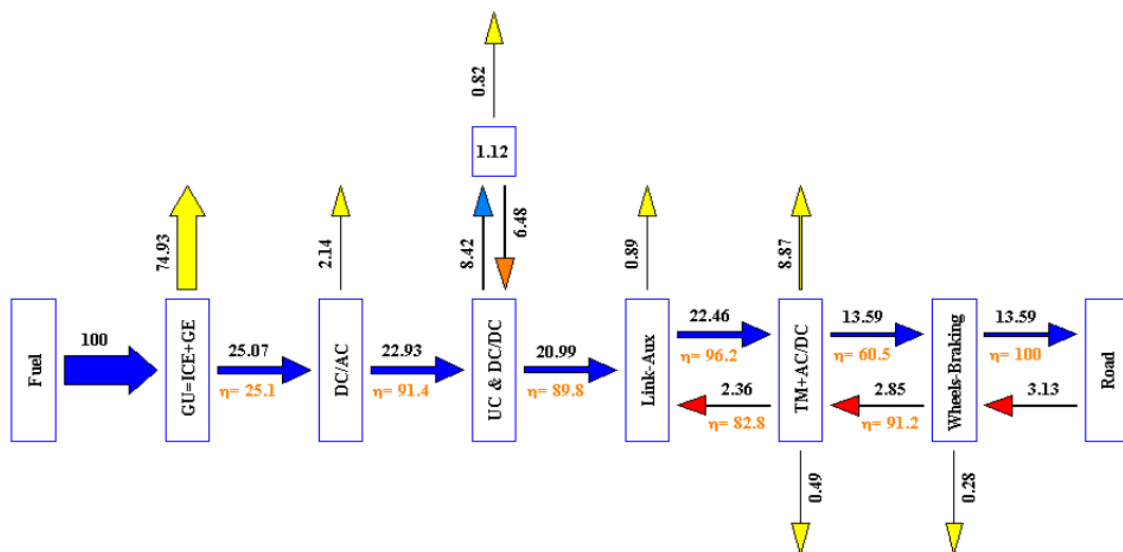 0.82
1.12
74.93
2.14
8.42
6.48
0.89
8.87
Fuel
100
GU=ICE+GE
25.07
η= 25.1
DC/AC
22.93
η= 91.4
UC & DC/DC
20.99
η= 89.8
Link-Aux
22.46
η= 96.2
2.36
η= 82.8
TM+AC/DC
13.59
η= 60.5
2.85
η= 91.2
Wheels-Braking
13.59
η= 100
3.13
Road
0.49
0.28